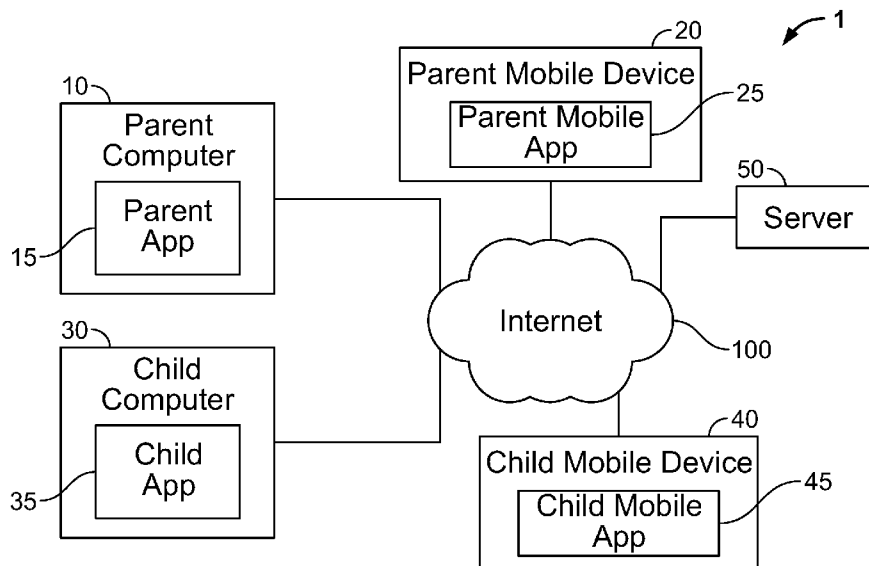 1
20
Parent Mobile Device
25
Parent Mobile
App
10
Parent
Computer
Parent
App
15
50
Server
Internet
100
30
Child
Computer
Child
App
35
40
Child Mobile Device
45
Child Mobile
App